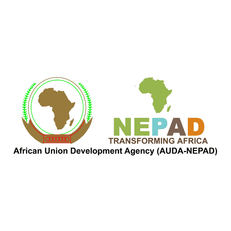 NEPAD
TRANSFORMING AFRICA
African Union Development Agency (AUDA-NEPAD)